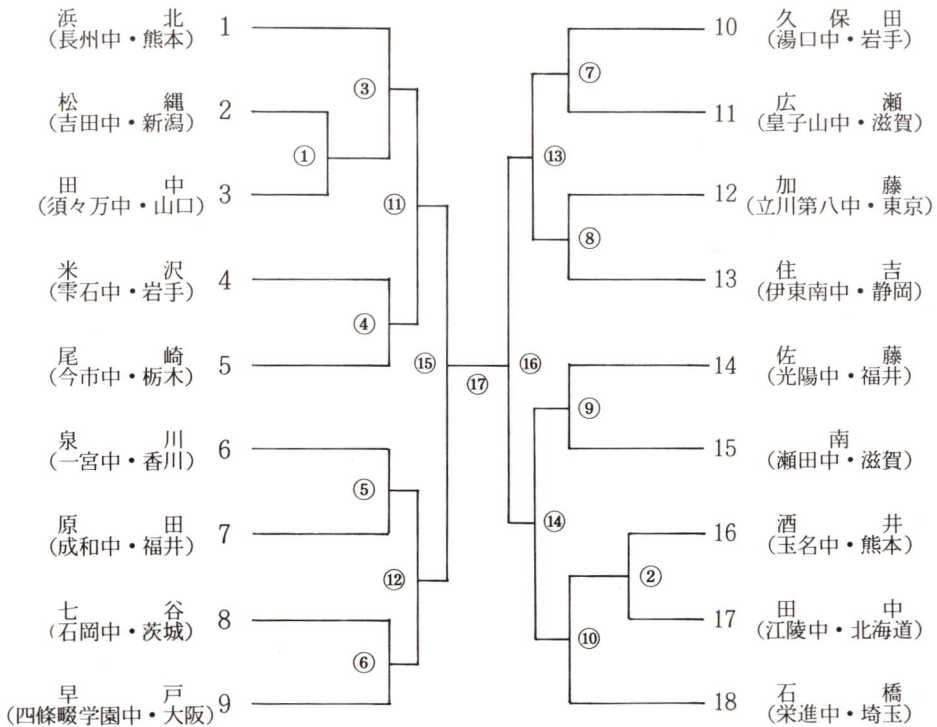 浜北 1
(長州中・熊本)
松縄 2
(吉田中・新潟)
田中 3
(須々万中・山口)
米沢 4
(雫石中・岩手)
尾崎 5
(今市中・栃木)
泉川 6
(一宮中・香川)
原田 7
(成和中・福井)
七谷 8
(石岡中・茨城)
早戸 9
(四條畷学園中・大阪)
③
①
⑪
④
⑮
⑤
⑫
⑥
⑰
⑯
⑦
⑬
⑧
⑨
⑭
②
⑩
10 久保田
(湯口中・岩手)
11 広瀬
(皇子山中・滋賀)
12 加藤
(立川第八中・東京)
13 住吉
(伊東南中・静岡)
14 佐藤
(光陽中・福井)
15 南
(瀬田中・滋賀)
16 酒井
(玉名中・熊本)
17 田中
(江陵中・北海道)
18 石橋
(栄進中・埼玉)